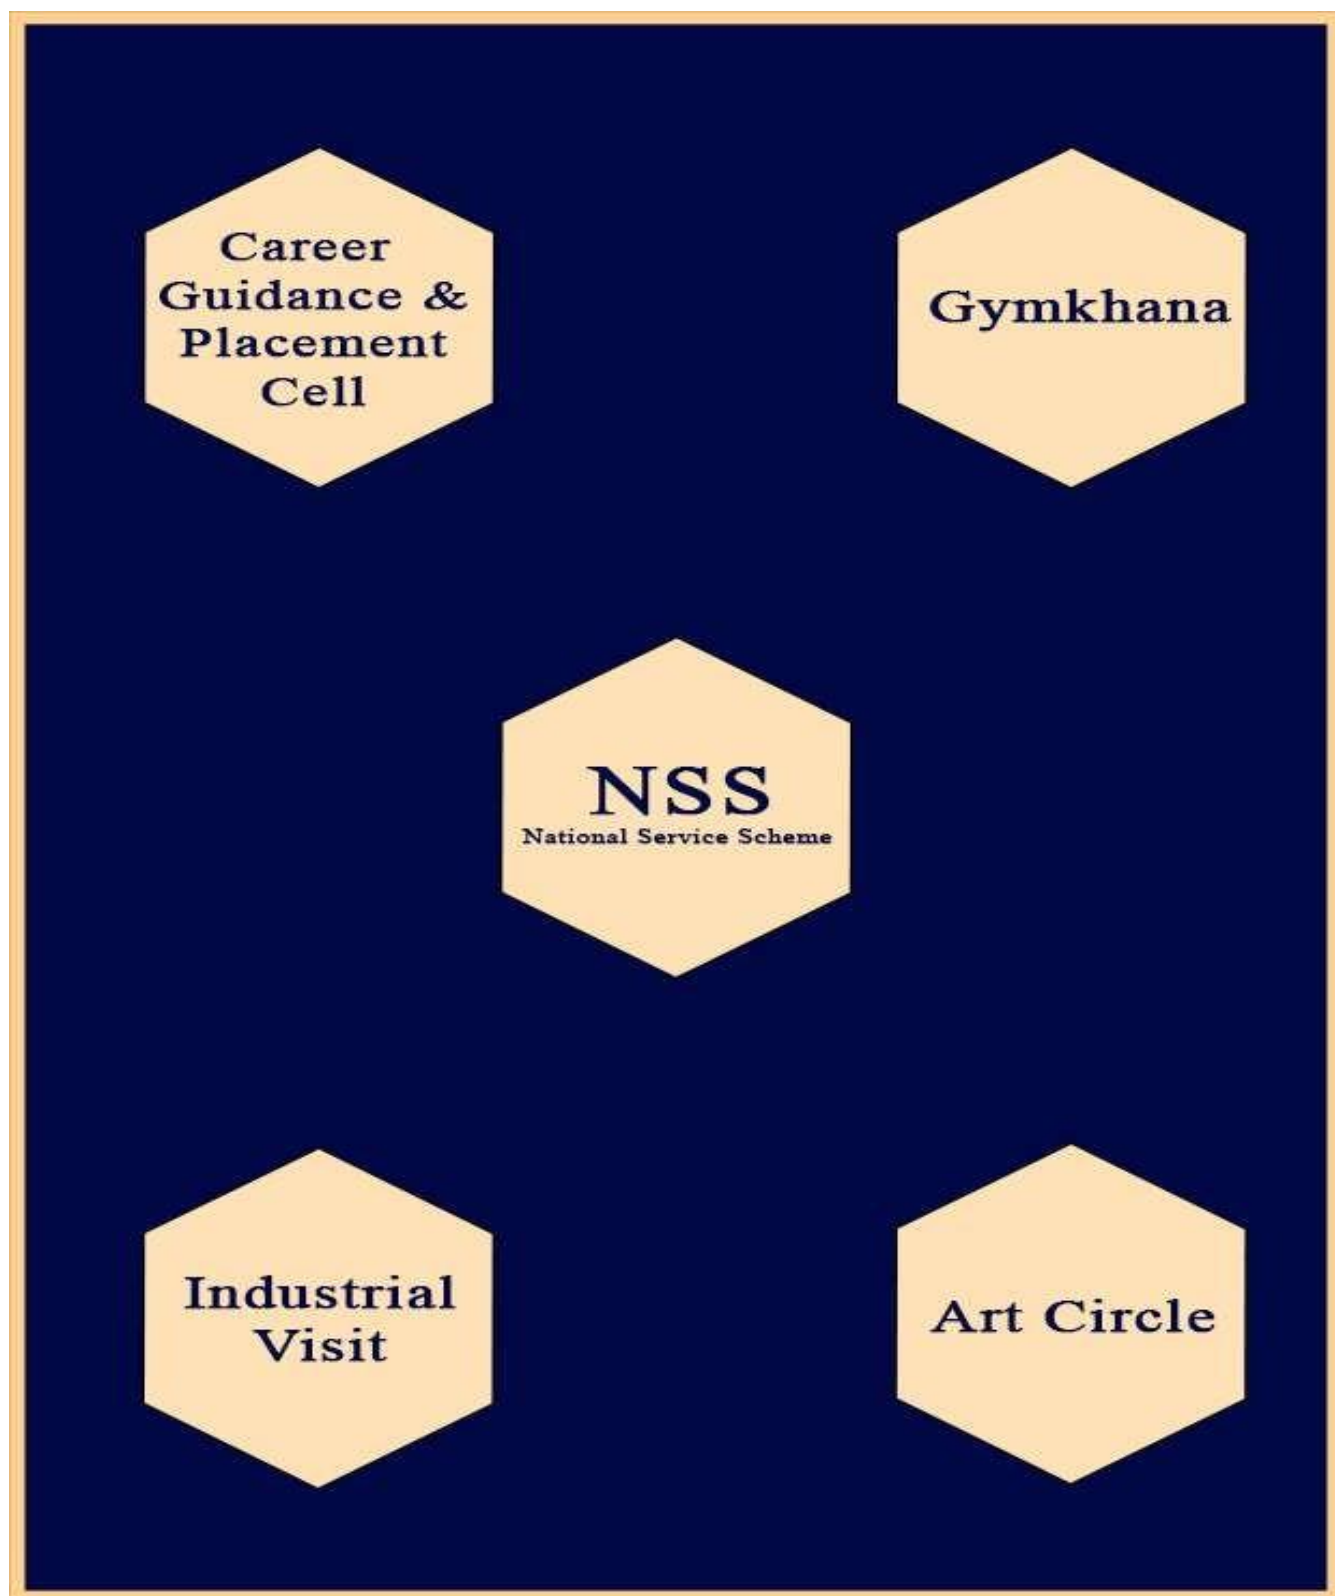 Career
Guidance &
Placement
Cell
Gymkhana
NSS
National Service Scheme
Industrial
Visit
Art Circle